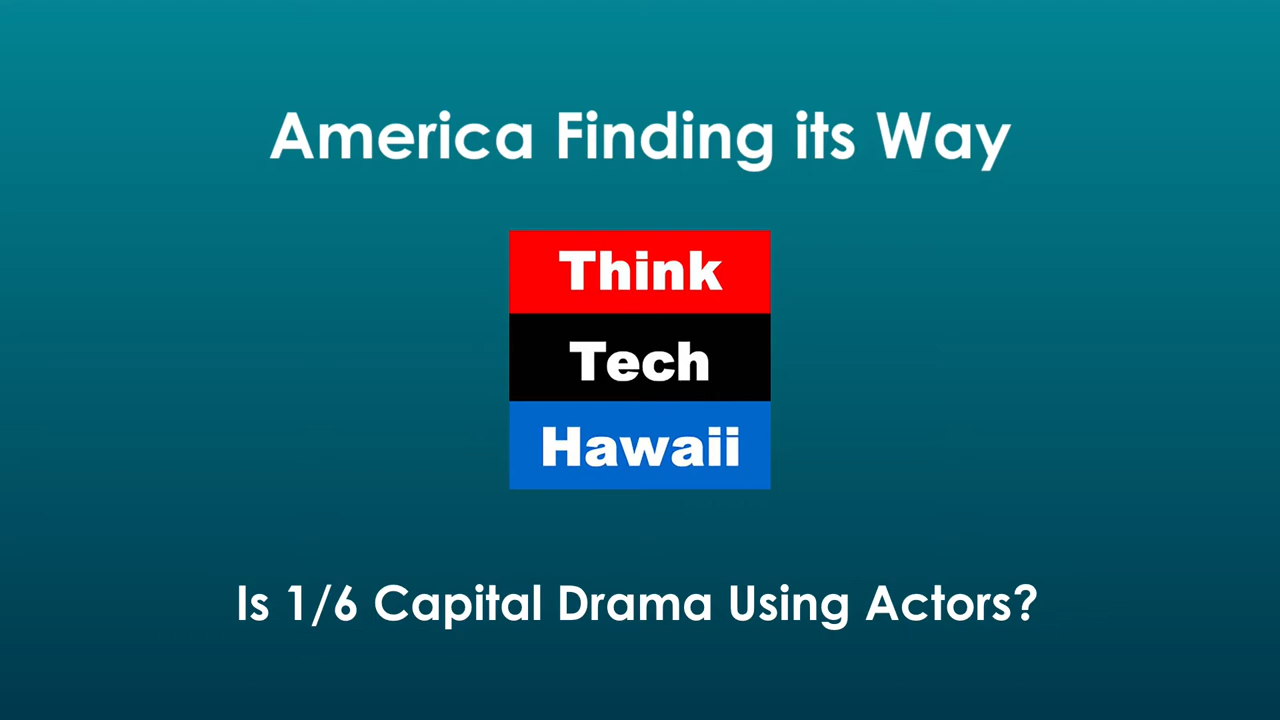 America Finding its Way
Think
Tech
Hawaii
Is 1/6 Capital Drama Using Actors?